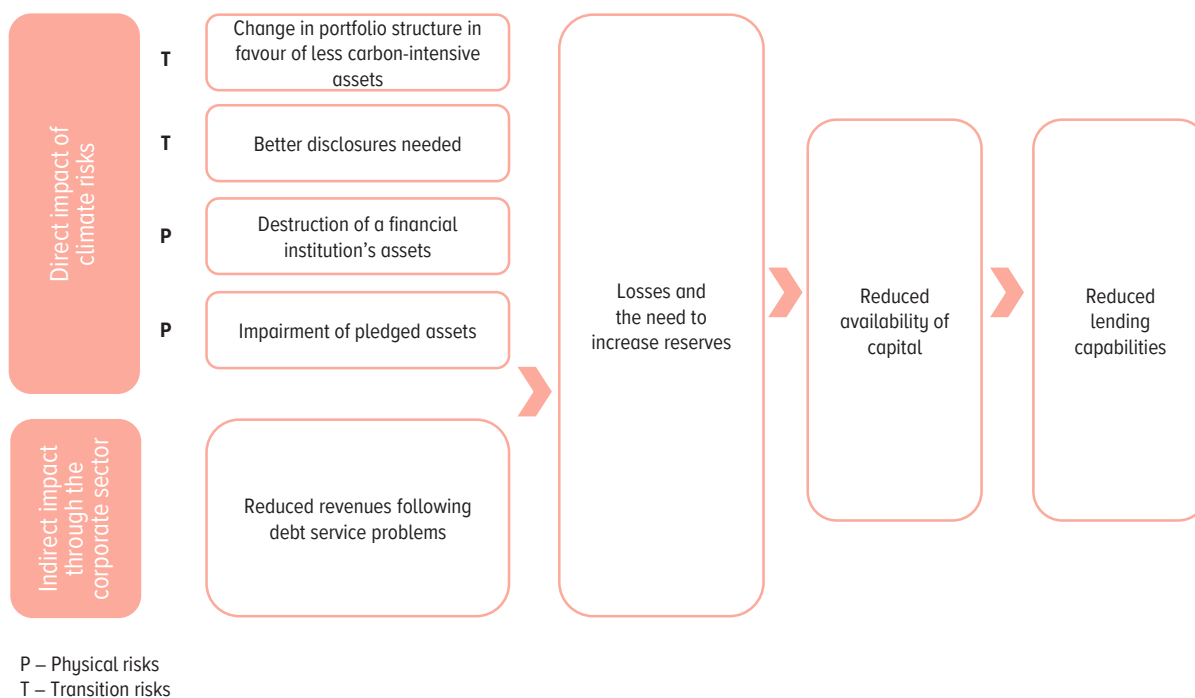 Direct impact of
climate risks
T
Change in portfolio structure in
favour of less carbon-intensive
assets
T
Better disclosures needed
P
Destruction of a financial
institution's assets
P
Impairment of pledged assets
Indirect impact
through the
corporate sector
Reduced revenues following
debt service problems
Losses and
the need to
increase reserves
Reduced
availability of
capital
Reduced
lending
capabilities
P – Physical risks
T – Transition risks